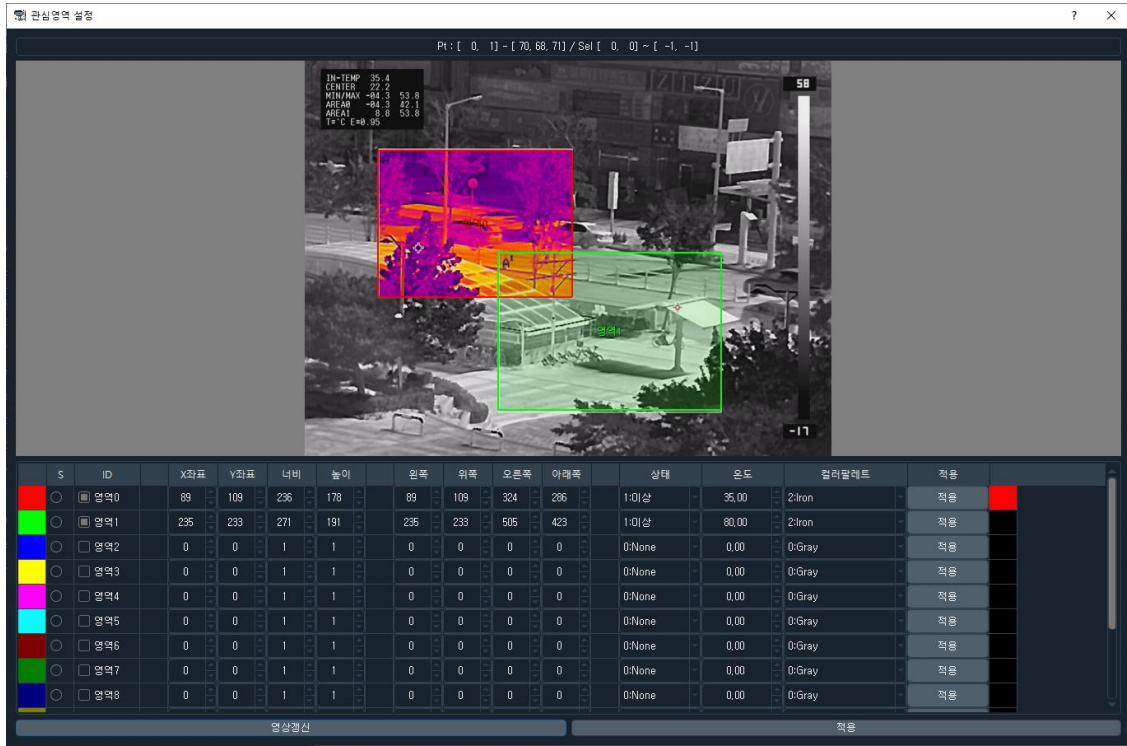 관심영역 설정
? ×
Pt : [ 0, 1] - [ 70, 68, 71] / Sel [ 0, 0] ~ [ -1, -1]
IN-TEMP 35.4
CENTER 22.2
MIN/MAX -04.3 53.8
AREA0 -04.3 42.1
AREA1 8.8 53.8
T=℃ E=0.95
58
A¹
영역1
-17
S ID X좌표 Y좌표 너비 높이 왼쪽 위쪽 오른쪽 아래쪽 상태 온도 컬러팔레트 적용
영역0 89 109 236 178 89 109 324 286 1:이상 35,00 2:Iron 적용
영역1 235 233 271 191 235 233 505 423 1:이상 80,00 2:Iron 적용
영역2 0 0 1 1 0 0 0 0 0:None 0,00 0:Gray 적용
영역3 0 0 1 1 0 0 0 0 0:None 0,00 0:Gray 적용
영역4 0 0 1 1 0 0 0 0 0:None 0,00 0:Gray 적용
영역5 0 0 1 1 0 0 0 0 0:None 0,00 0:Gray 적용
영역6 0 0 1 1 0 0 0 0 0:None 0,00 0:Gray 적용
영역7 0 0 1 1 0 0 0 0 0:None 0,00 0:Gray 적용
영역8 0 0 1 1 0 0 0 0 0:None 0,00 0:Gray 적용
영상갱신 적용